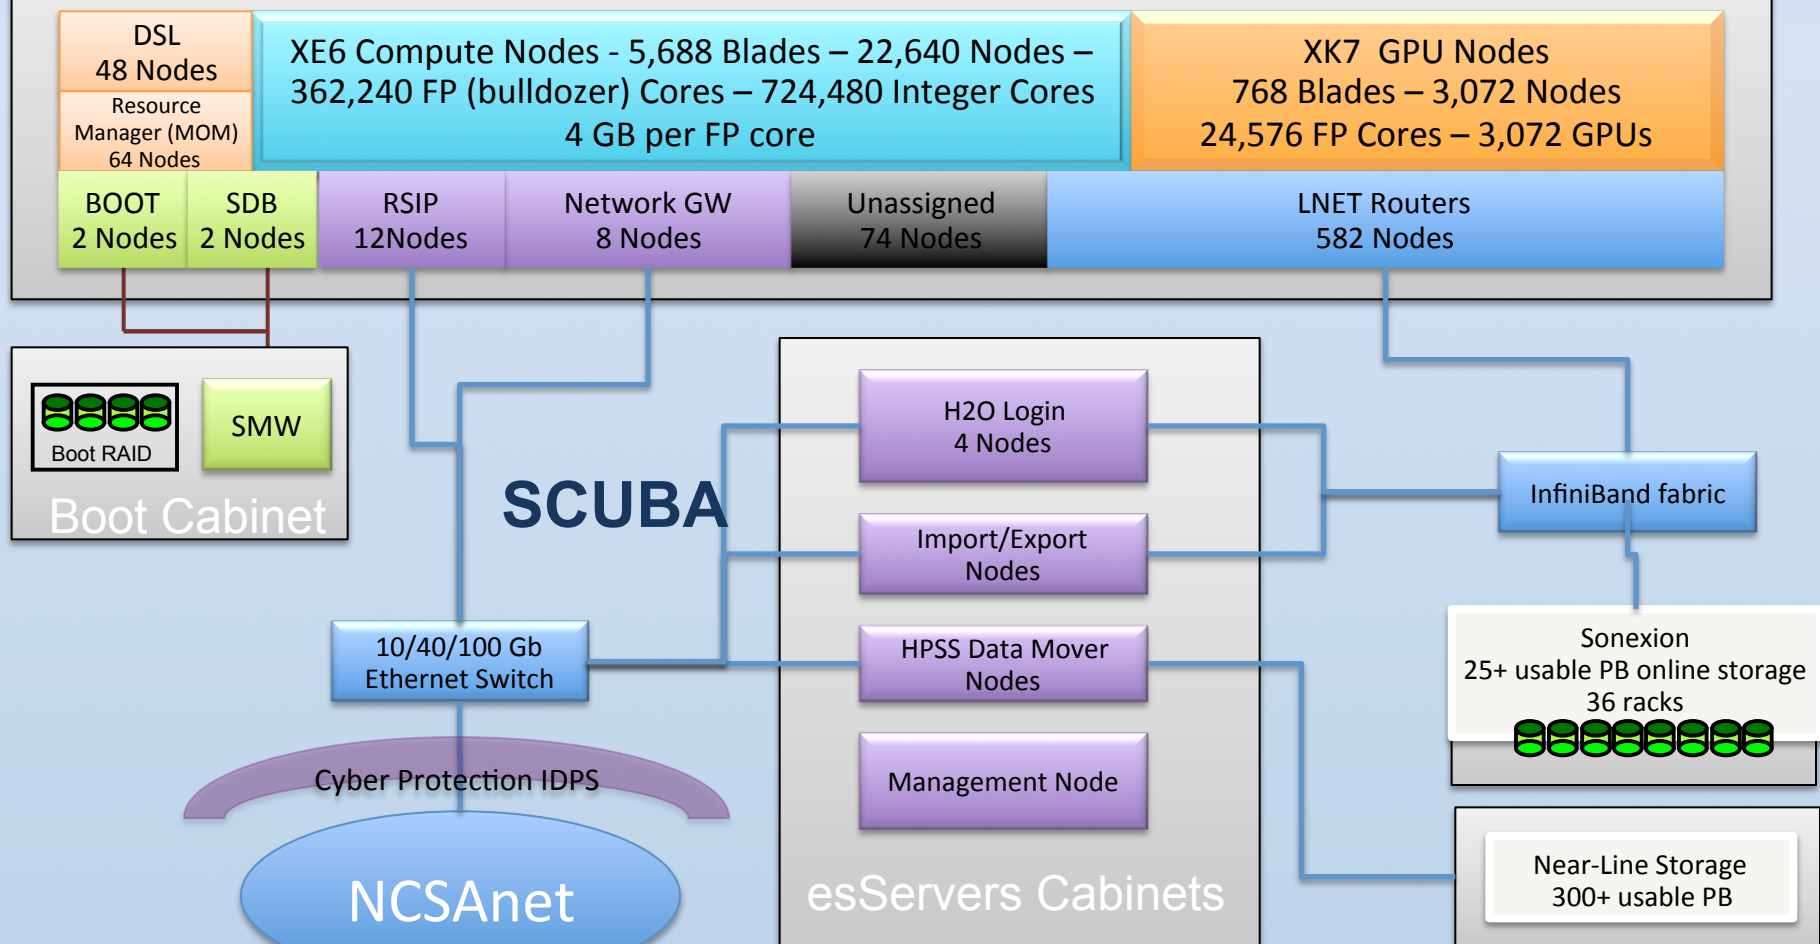 DSL
48 Nodes
Resource
Manager (MOM)
64 Nodes
XE6 Compute Nodes - 5,688 Blades – 22,640 Nodes –
362,240 FP (bulldozer) Cores – 724,480 Integer Cores
4 GB per FP core
XK7 GPU Nodes
768 Blades – 3,072 Nodes
24,576 FP Cores – 3,072 GPUs
BOOT
2 Nodes
SDB
2 Nodes
RSIP
12Nodes
Network GW
8 Nodes
Unassigned
74 Nodes
LNET Routers
582 Nodes
Boot RAID
SMW
Boot Cabinet
SCUBA
H2O Login
4 Nodes
Import/Export
Nodes
HPSS Data Mover
Nodes
Management Node
esServers Cabinets
InfiniBand fabric
10/40/100 Gb
Ethernet Switch
Cyber Protection IDPS
NCSAnet
Sonexion
25+ usable PB online storage
36 racks
Near-Line Storage
300+ usable PB